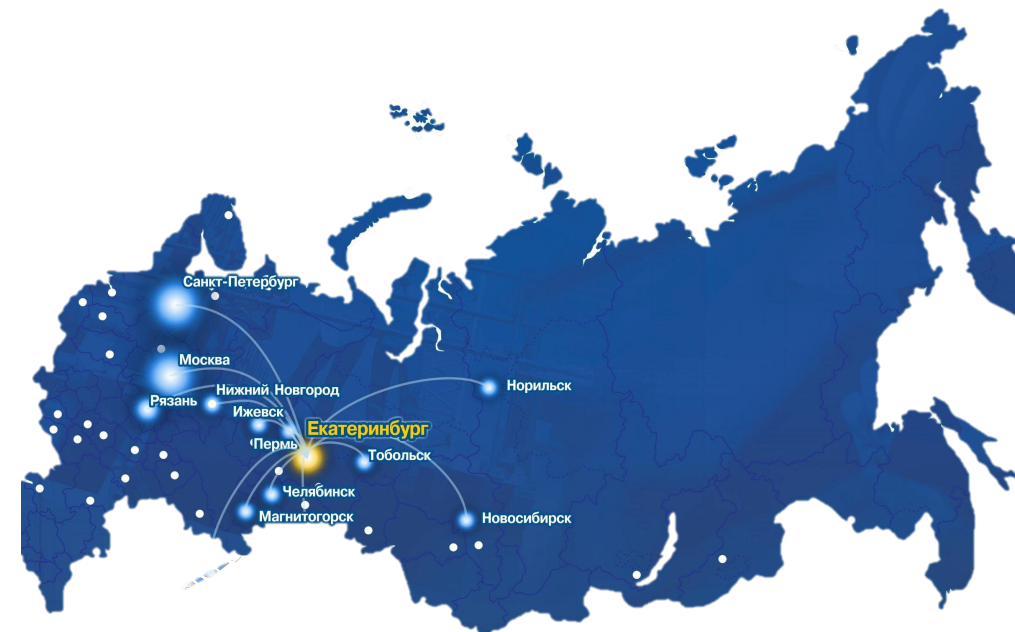 Санкт-Петербург
Москва
Нижний Новгород
Рязань
Ижевск
Норильск
Екатеринбург
Пермь
Тобольск
Челябинск
Магнитогорск
Новосибирск